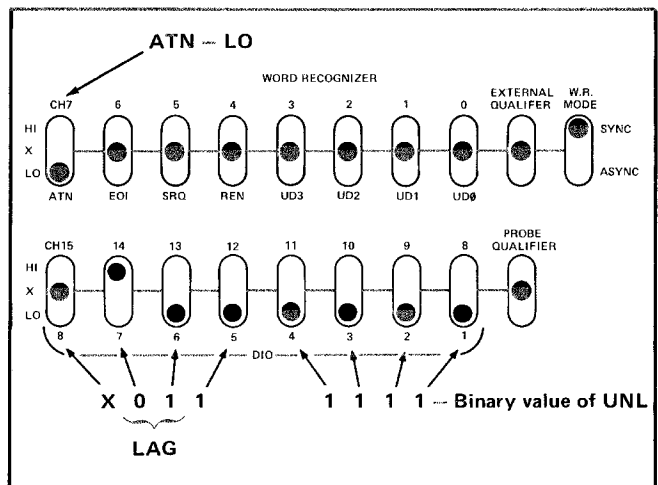 ATN – LO
WORD RECOGNIZER
EXTERNAL QUALIFER
W.R. MODE
CH7 6 5 4 3 2 1 0
HI
X
LO
SYNC
ASYNC
ATN EOI SRQ REN UD3 UD2 UD1 UDØ
PROBE QUALIFIER
CH15 14 13 12 11 10 9 8
HI
X
LO
8 7 6 5 4 3 2 1
DIO
X 0 1 1 1 1 1 1 – Binary value of UNL
LAG